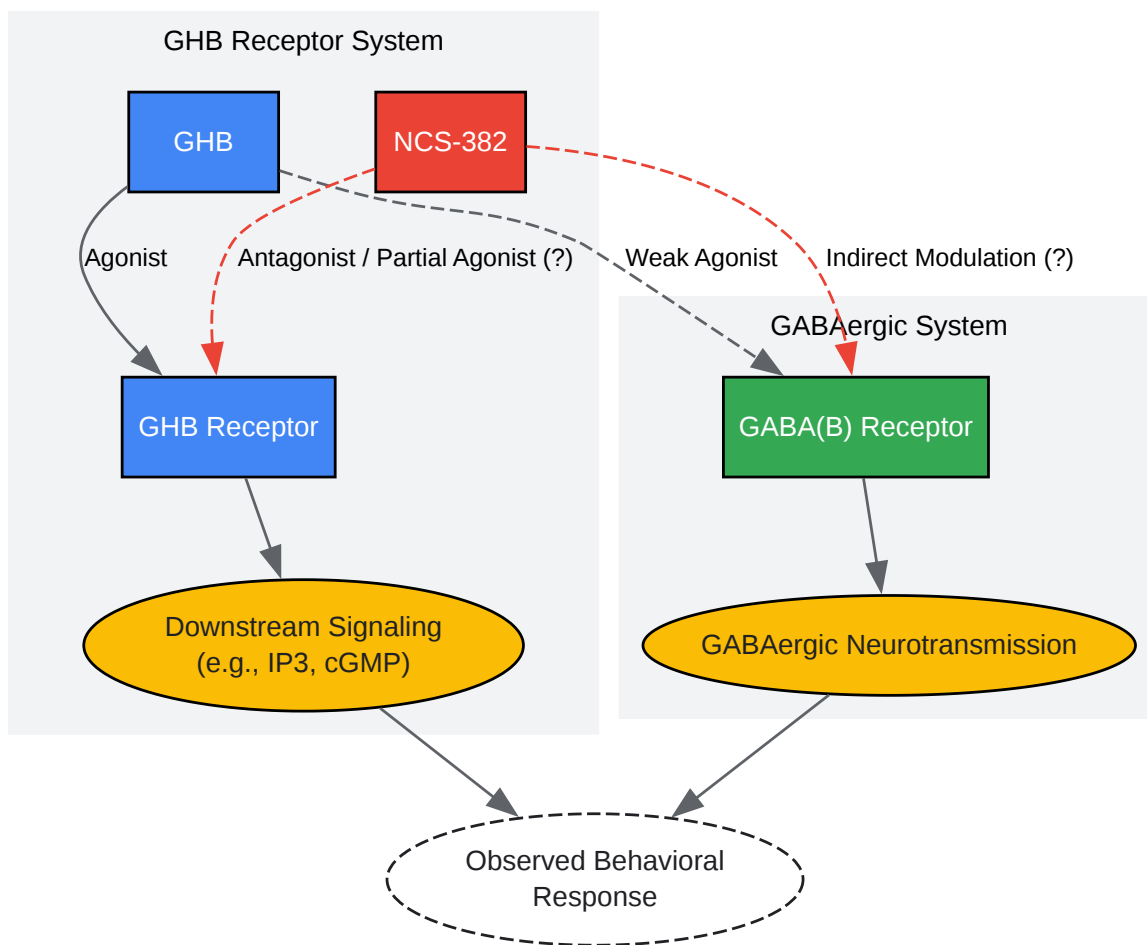 GHB Receptor System
GHB
NCS-382
Agonist
Antagonist / Partial Agonist (?)
Weak Agonist
Indirect Modulation (?)
GABAergic System
GHB Receptor
GABA(B) Receptor
Downstream Signaling
(e.g., IP3, cGMP)
GABAergic Neurotransmission
Observed Behavioral
Response